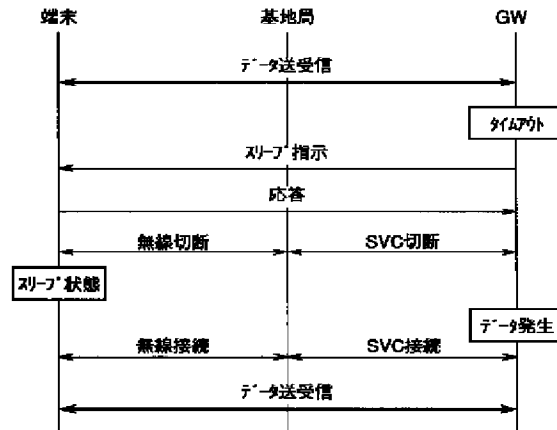 端末 基地局 GW
データ送受信
タイムアウト
スリープ指示
応答
無線切断 SVC切断
スリープ状態
データ発生
無線接続 SVC接続
データ送受信